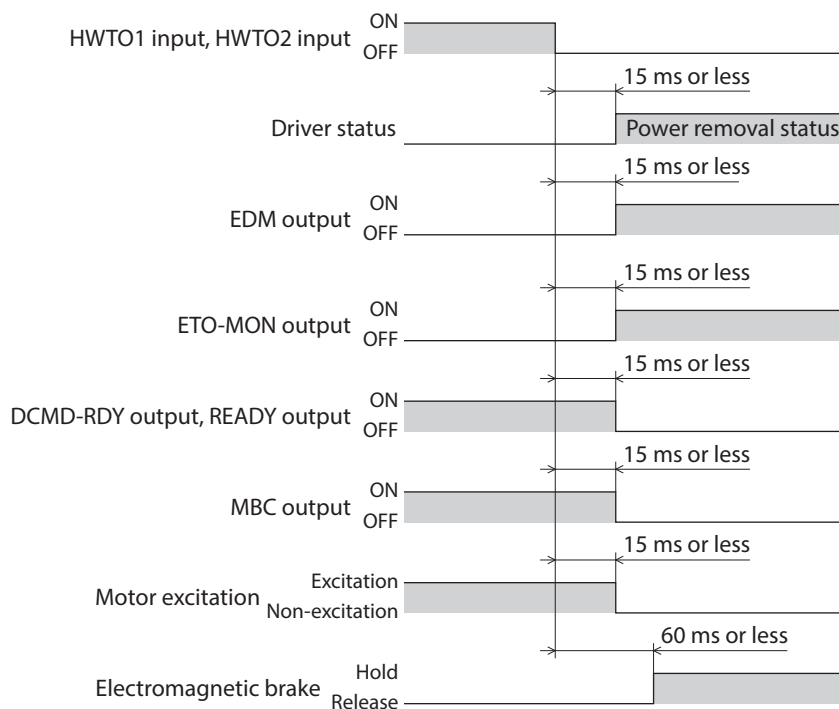 HWTO1 input, HWTO2 input
ON
OFF
15 ms or less
Driver status
Power removal status
15 ms or less
EDM output
ON
OFF
15 ms or less
ETO-MON output
ON
OFF
15 ms or less
DCMD-RDY output, READY output
ON
OFF
15 ms or less
MBC output
ON
OFF
15 ms or less
Motor excitation
Excitation
Non-excitation
60 ms or less
Electromagnetic brake
Hold
Release